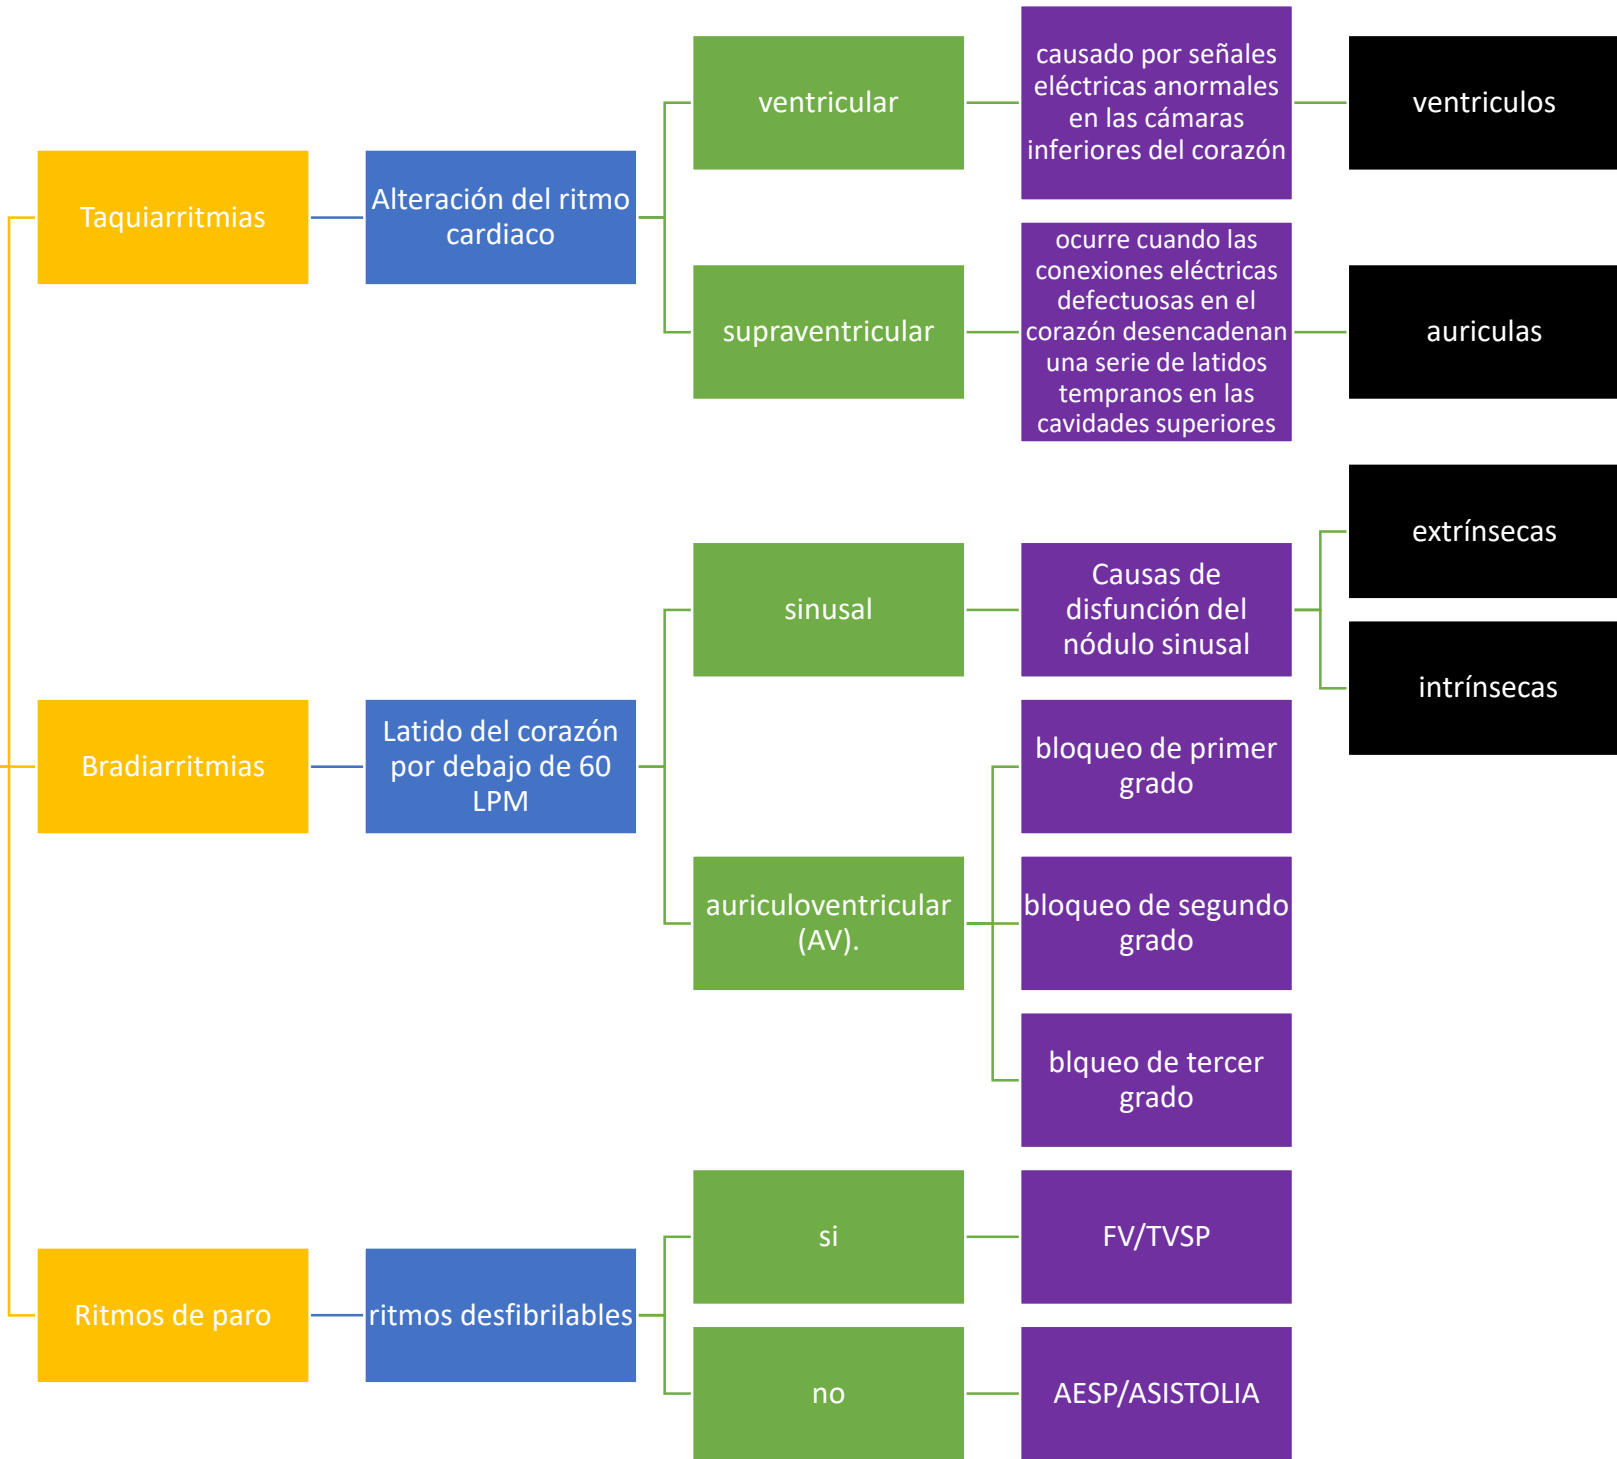 Taquiarritmias
Alteración del ritmo
cardiaco
ventricular
causado por señales
eléctricas anormales
en las cámaras
inferiores del corazón
ventriculos
supraventricular
ocurre cuando las
conexiones eléctricas
defectuosas en el
corazón desencadenan
una serie de latidos
tempranos en las
cavidades superiores
auriculas
Bradiarritmias
Latido del corazón
por debajo de 60
LPM
sinusal
Causas de
disfunción del
nódulo sinusal
extrínsecas
intrínsecas
auriculoventricular
(AV).
bloqueo de primer
grado
bloqueo de segundo
grado
blqueo de tercer
grado
Ritmos de paro
ritmos desfibrilables
si
FV/TVSP
no
AESP/ASISTOLIA